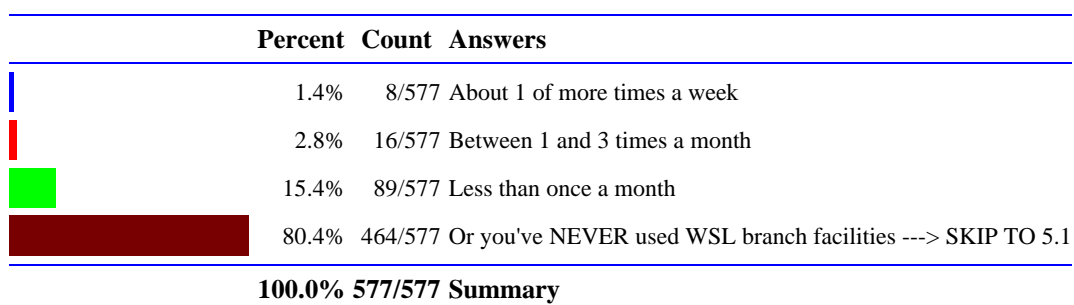 Percent Count Answers
1.4% 8/577 About 1 of more times a week
2.8% 16/577 Between 1 and 3 times a month
15.4% 89/577 Less than once a month
80.4% 464/577 Or you've NEVER used WSL branch facilities ---> SKIP TO 5.1
100.0% 577/577 Summary